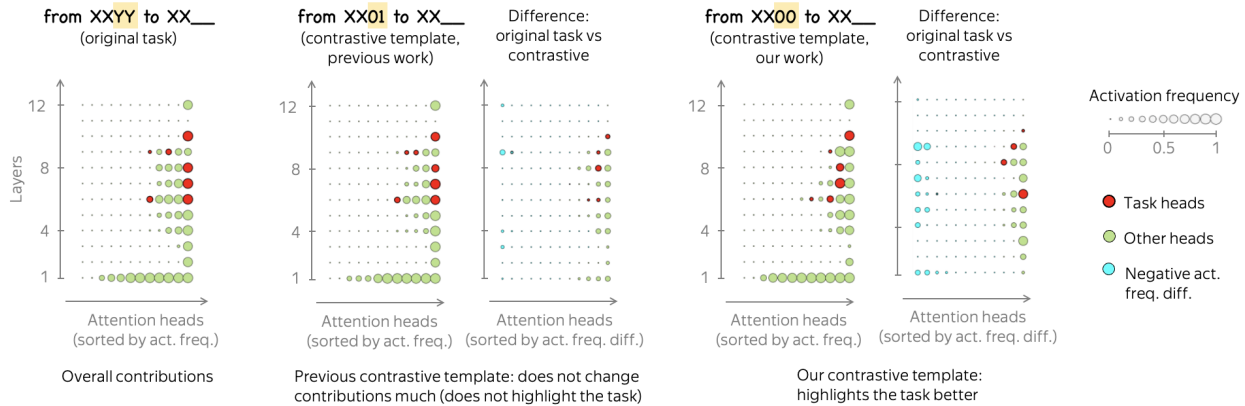 from XXYY to XX__
(original task)
12
8
4
1
Layers
Attention heads
(sorted by act. freq.)
Overall contributions
from XX01 to XX__
(contrastive template,
previous work)
12
8
4
1
Attention heads
(sorted by act. freq.)
Difference:
original task vs
contrastive
Attention heads
(sorted by act. freq. diff.)
Previous contrastive template: does not change
contributions much (does not highlight the task)
from XX00 to XX__
(contrastive template,
our work)
12
8
4
1
Attention heads
(sorted by act. freq.)
Difference:
original task vs
contrastive
Attention heads
(sorted by act. freq. diff.)
Our contrastive template:
highlights the task better
Activation frequency
0 0.5 1
Task heads
Other heads
Negative act.
freq. diff.